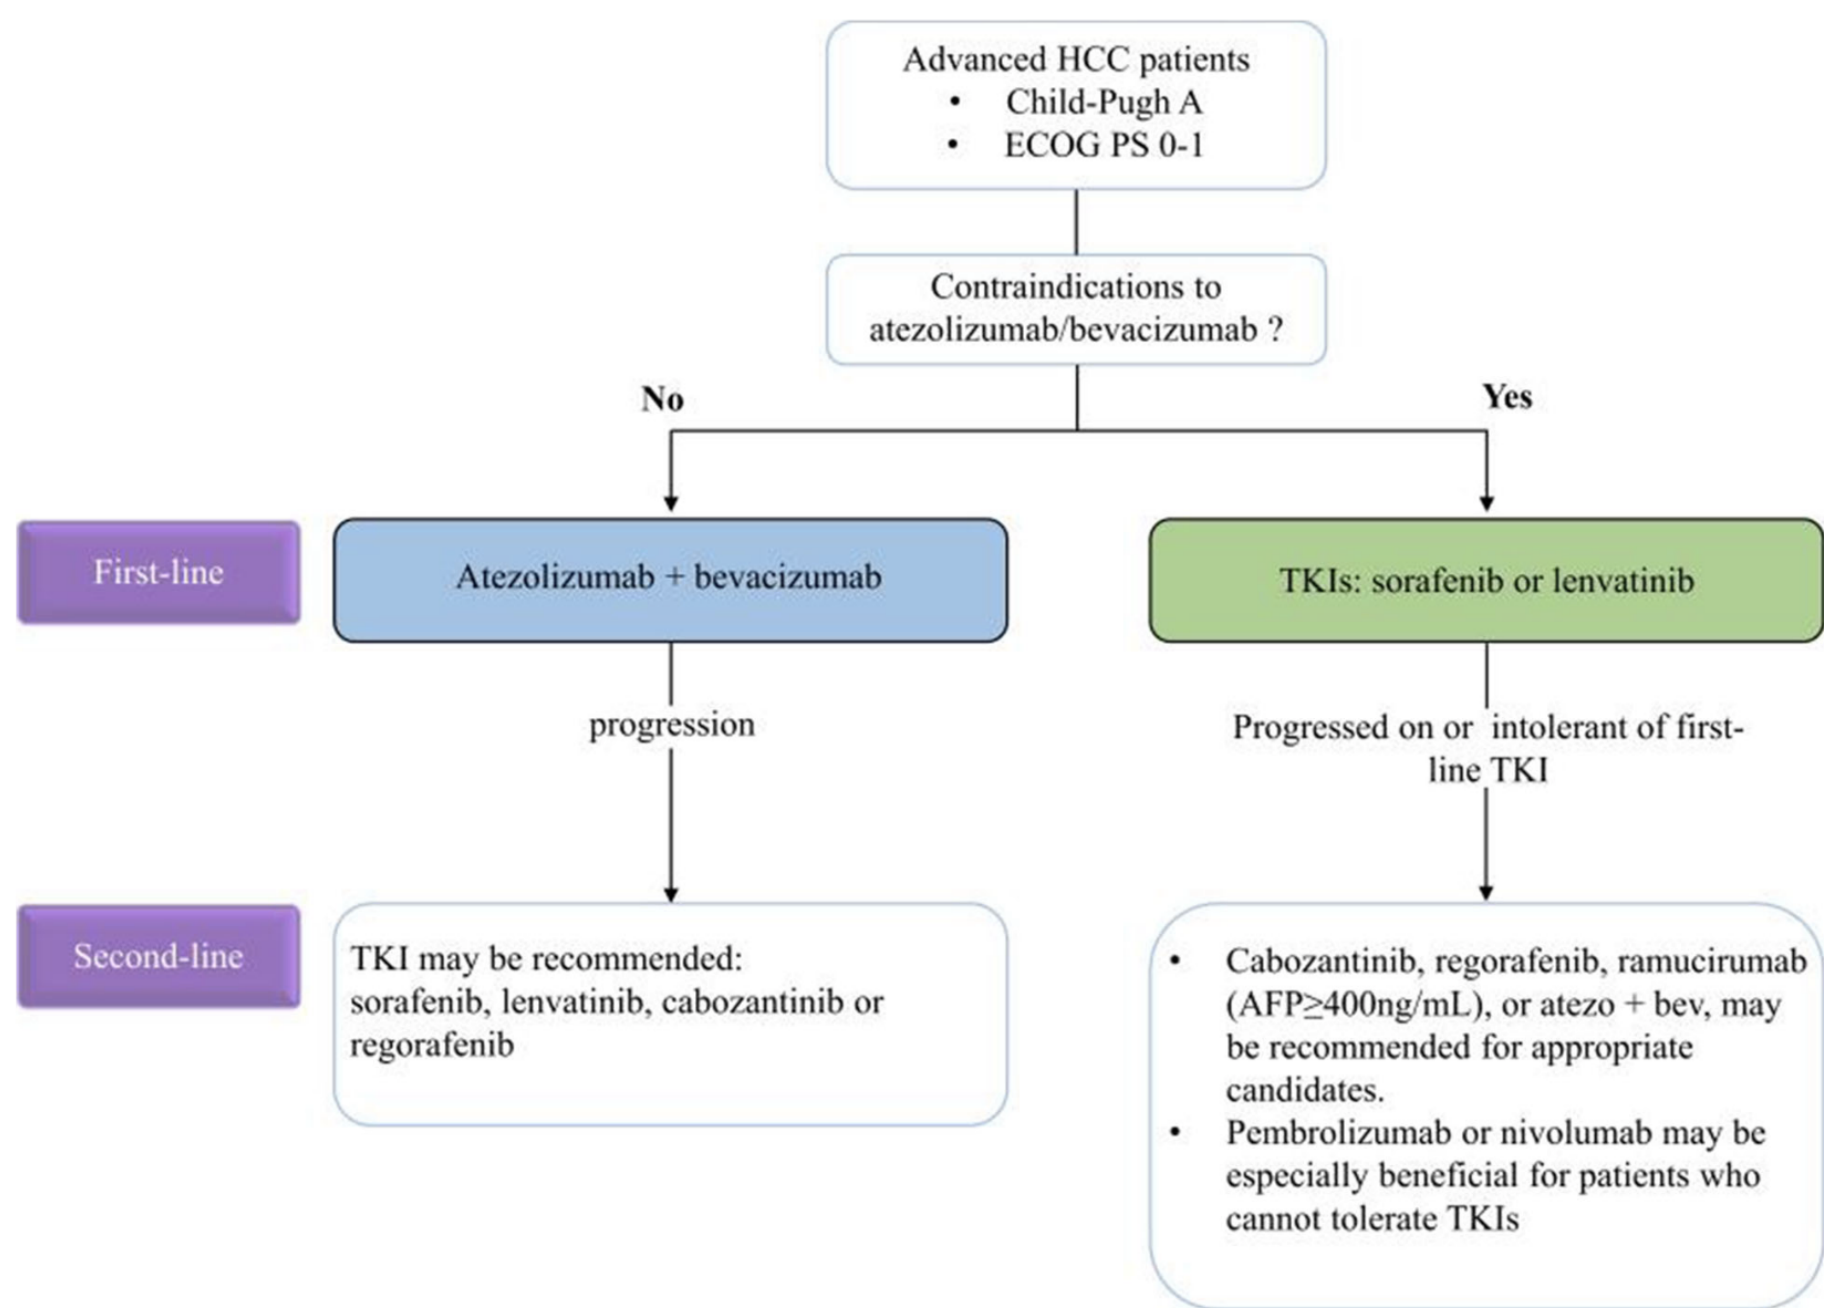 Advanced HCC patients
• Child-Pugh A
• ECOG PS 0-1
Contraindications to
atezolizumab/bevacizumab ?
No
Yes
First-line
Atezolizumab + bevacizumab
TKIs: sorafenib or lenvatinib
progression
Progressed on or intolerant of first-
line TKI
Second-line
TKI may be recommended:
sorafenib, lenvatinib, cabozantinib or
regorafenib
• Cabozantinib, regorafenib, ramucirumab
(AFP≥400ng/mL), or atezo + bev, may
be recommended for appropriate
candidates.
• Pembrolizumab or nivolumab may be
especially beneficial for patients who
cannot tolerate TKIs